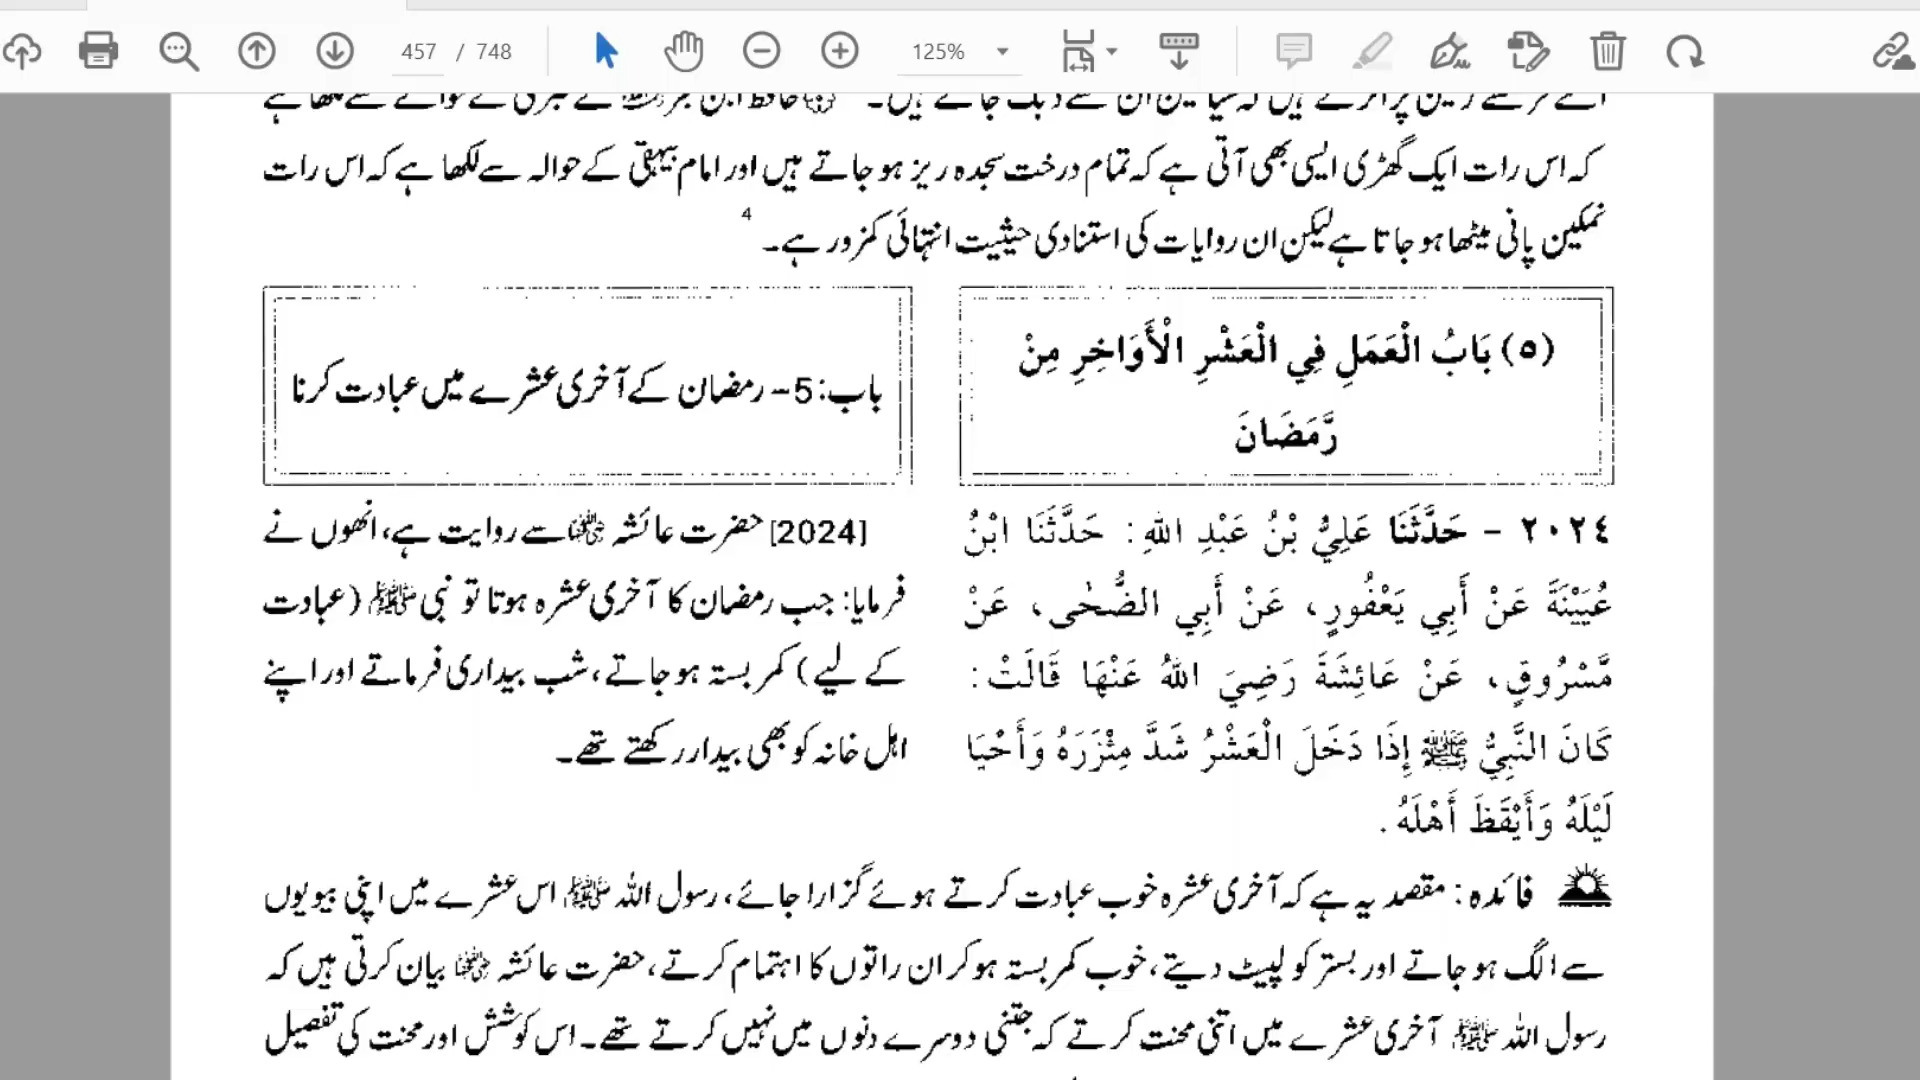 457 / 748 125%
کہ اس رات ایک گھڑی ایسی بھی آتی ہے کہ تمام درخت سجدہ ریز ہو جاتے ہیں اور امام بیہقی کے حوالہ سے لکھا ہے کہ اس رات
نمکین پانی میٹھا ہو جاتا ہے لیکن ان روایات کی استنادی حیثیت انتہائی کمزور ہے۔ 4
(٥) بَابُ الْعَمَلِ فِي الْعَشْرِ الْأَوَاخِرِ مِنْ
رَّمَضَانَ
باب: 5- رمضان کے آخری عشرے میں عبادت کرنا
٢٠٢٤ - حَدَّثَنَا عَلِيُّ بْنُ عَبْدِ اللهِ: حَدَّثَنَا ابْنُ
عُيَيْنَةَ عَنْ أَبِي يَعْفُورٍ، عَنْ أَبِي الضُّحٰى، عَنْ
مَّسْرُوقٍ، عَنْ عَائِشَةَ رَضِيَ اللهُ عَنْهَا قَالَتْ:
كَانَ النَّبِيُّ ﷺ إِذَا دَخَلَ الْعَشْرُ شَدَّ مِئْزَرَهُ وَأَحْيَا
لَيْلَهُ وَأَيْقَظَ أَهْلَهُ.
[2024] حضرت عائشہ ؓ سے روایت ہے، انھوں نے
فرمایا: جب رمضان کا آخری عشرہ ہوتا تو نبی ﷺ (عبادت
کے لیے) کمر بستہ ہو جاتے، شب بیداری فرماتے اور اپنے
اہل خانہ کو بھی بیدار رکھتے تھے۔
فائدہ: مقصد یہ ہے کہ آخری عشرہ خوب عبادت کرتے ہوئے گزارا جائے، رسول اللہ ﷺ اس عشرے میں اپنی بیویوں
سے الگ ہو جاتے اور بستر کو لپیٹ دیتے، خوب کمر بستہ ہو کر ان راتوں کا اہتمام کرتے، حضرت عائشہ ؓ بیان کرتی ہیں کہ
رسول اللہ ﷺ آخری عشرے میں اتنی محنت کرتے کہ جتنی دوسرے دنوں میں نہیں کرتے تھے۔ اس کوشش اور محنت کی تفصیل